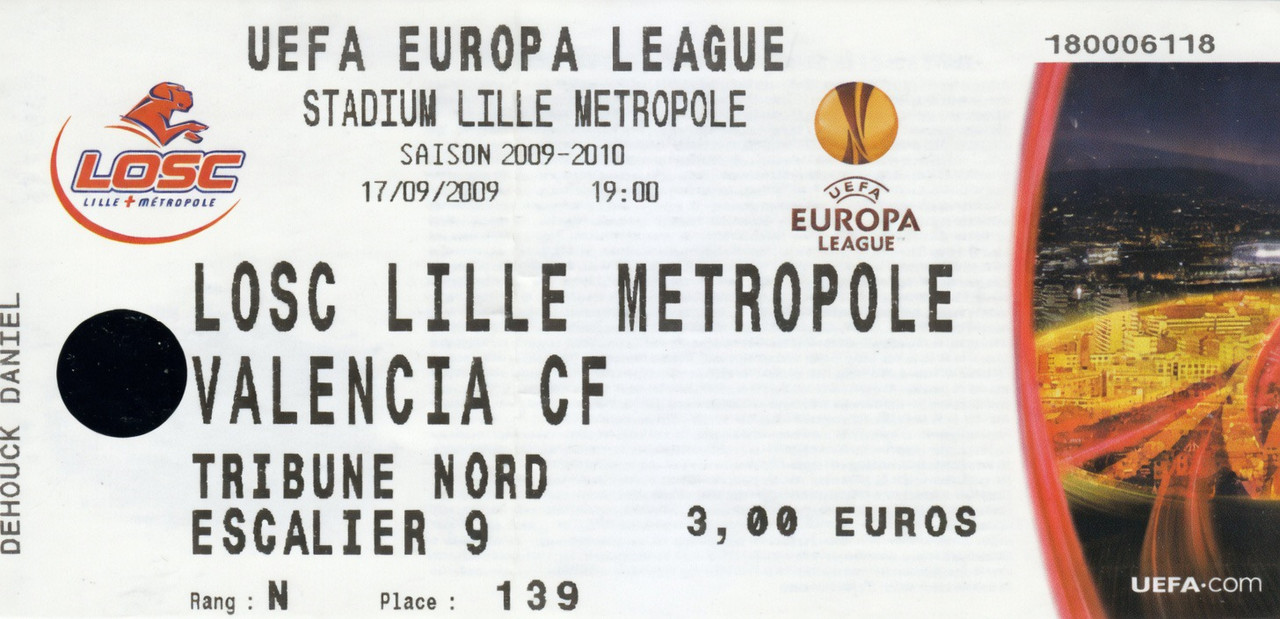 UEFA EUROPA LEAGUE
180006118
STADIUM LILLE METROPOLE
SAISON 2009-2010
17/09/2009 19:00
LOSC
LILLE + MÉTROPOLE
UEFA
EUROPA
LEAGUE
LOSC LILLE METROPOLE
VALENCIA CF
DEHOUCK DANIEL
TRIBUNE NORD
ESCALIER 9
3,00 EUROS
Rang : N Place : 139
UEFA·com